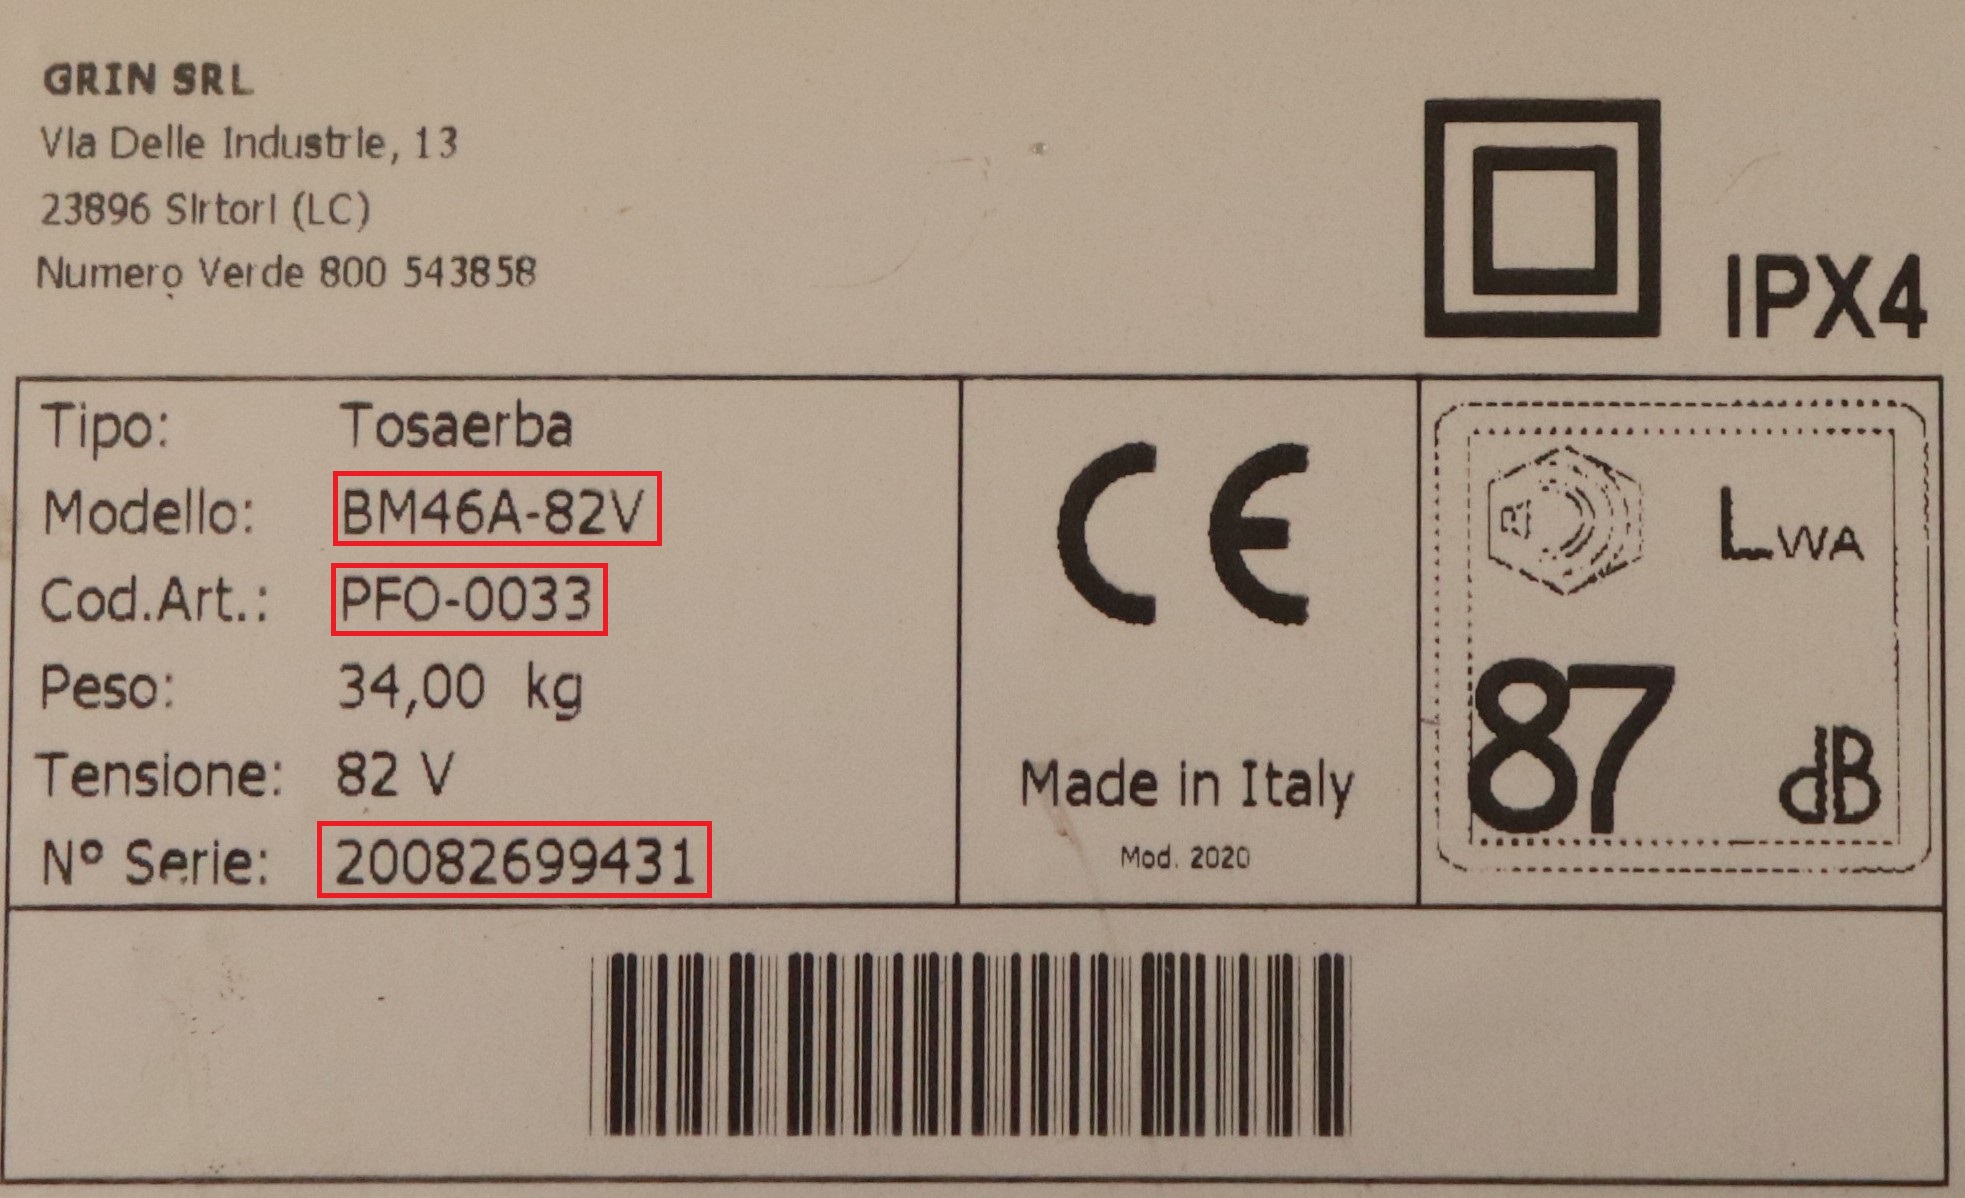 GRIN SRL
Via Delle Industrie, 13
23896 Sirtori (LC)
Numero Verde 800 543858
IPX4
Tipo: Tosaerba
Modello: BM46A-82V
Cod.Art.: PFO-0033
Peso: 34,00 kg
Tensione: 82 V
N° Serie: 20082699431
CE
Made in Italy
Mod. 2020
LWA
87 dB